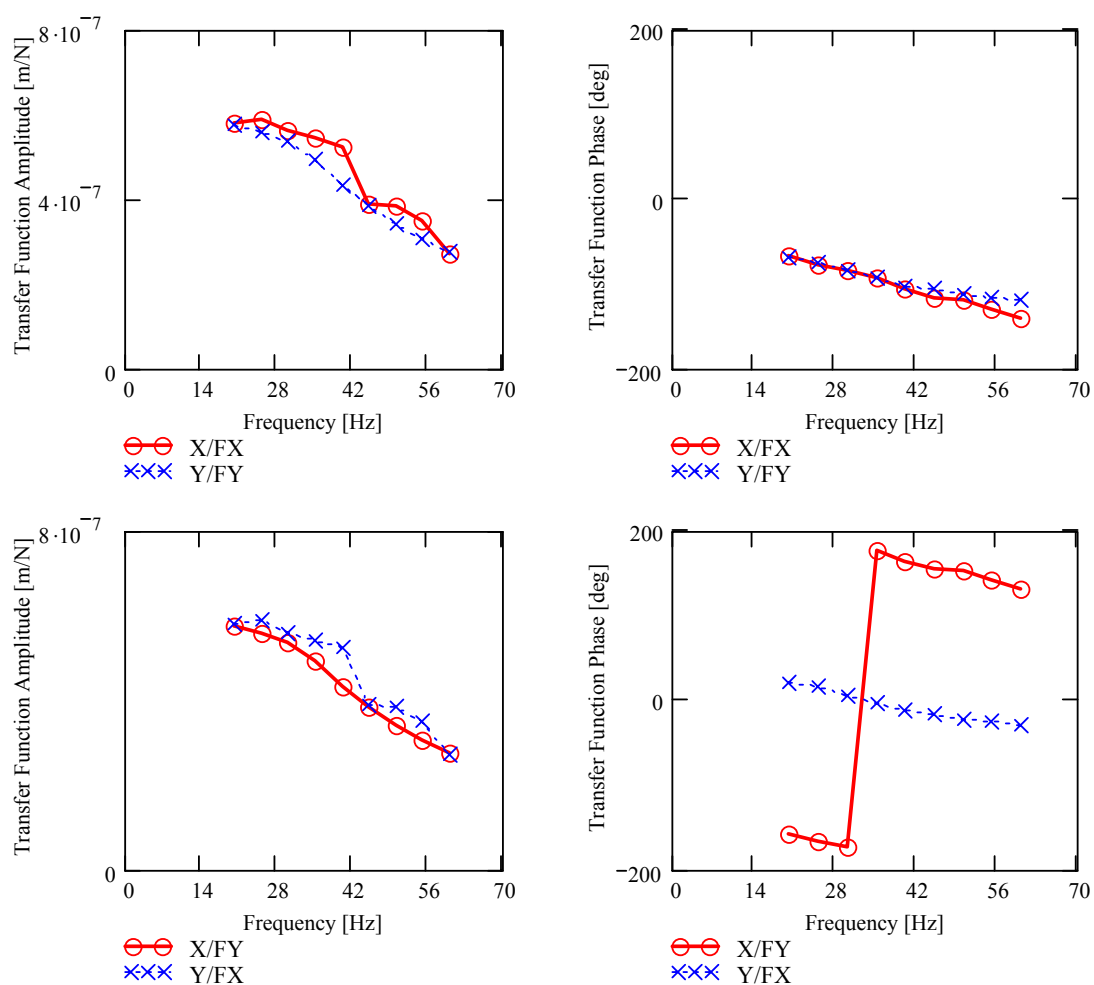 8·10⁻⁷
4·10⁻⁷
0
Transfer Function Amplitude [m/N]
0 14 28 42 56 70
Frequency [Hz]
X/FX
Y/FY
200
0
−200
Transfer Function Phase [deg]
0 14 28 42 56 70
Frequency [Hz]
X/FX
Y/FY
8·10⁻⁷
0
Transfer Function Amplitude [m/N]
0 14 28 42 56 70
Frequency [Hz]
X/FY
Y/FX
200
0
−200
Transfer Function Phase [deg]
0 14 28 42 56 70
Frequency [Hz]
X/FY
Y/FX